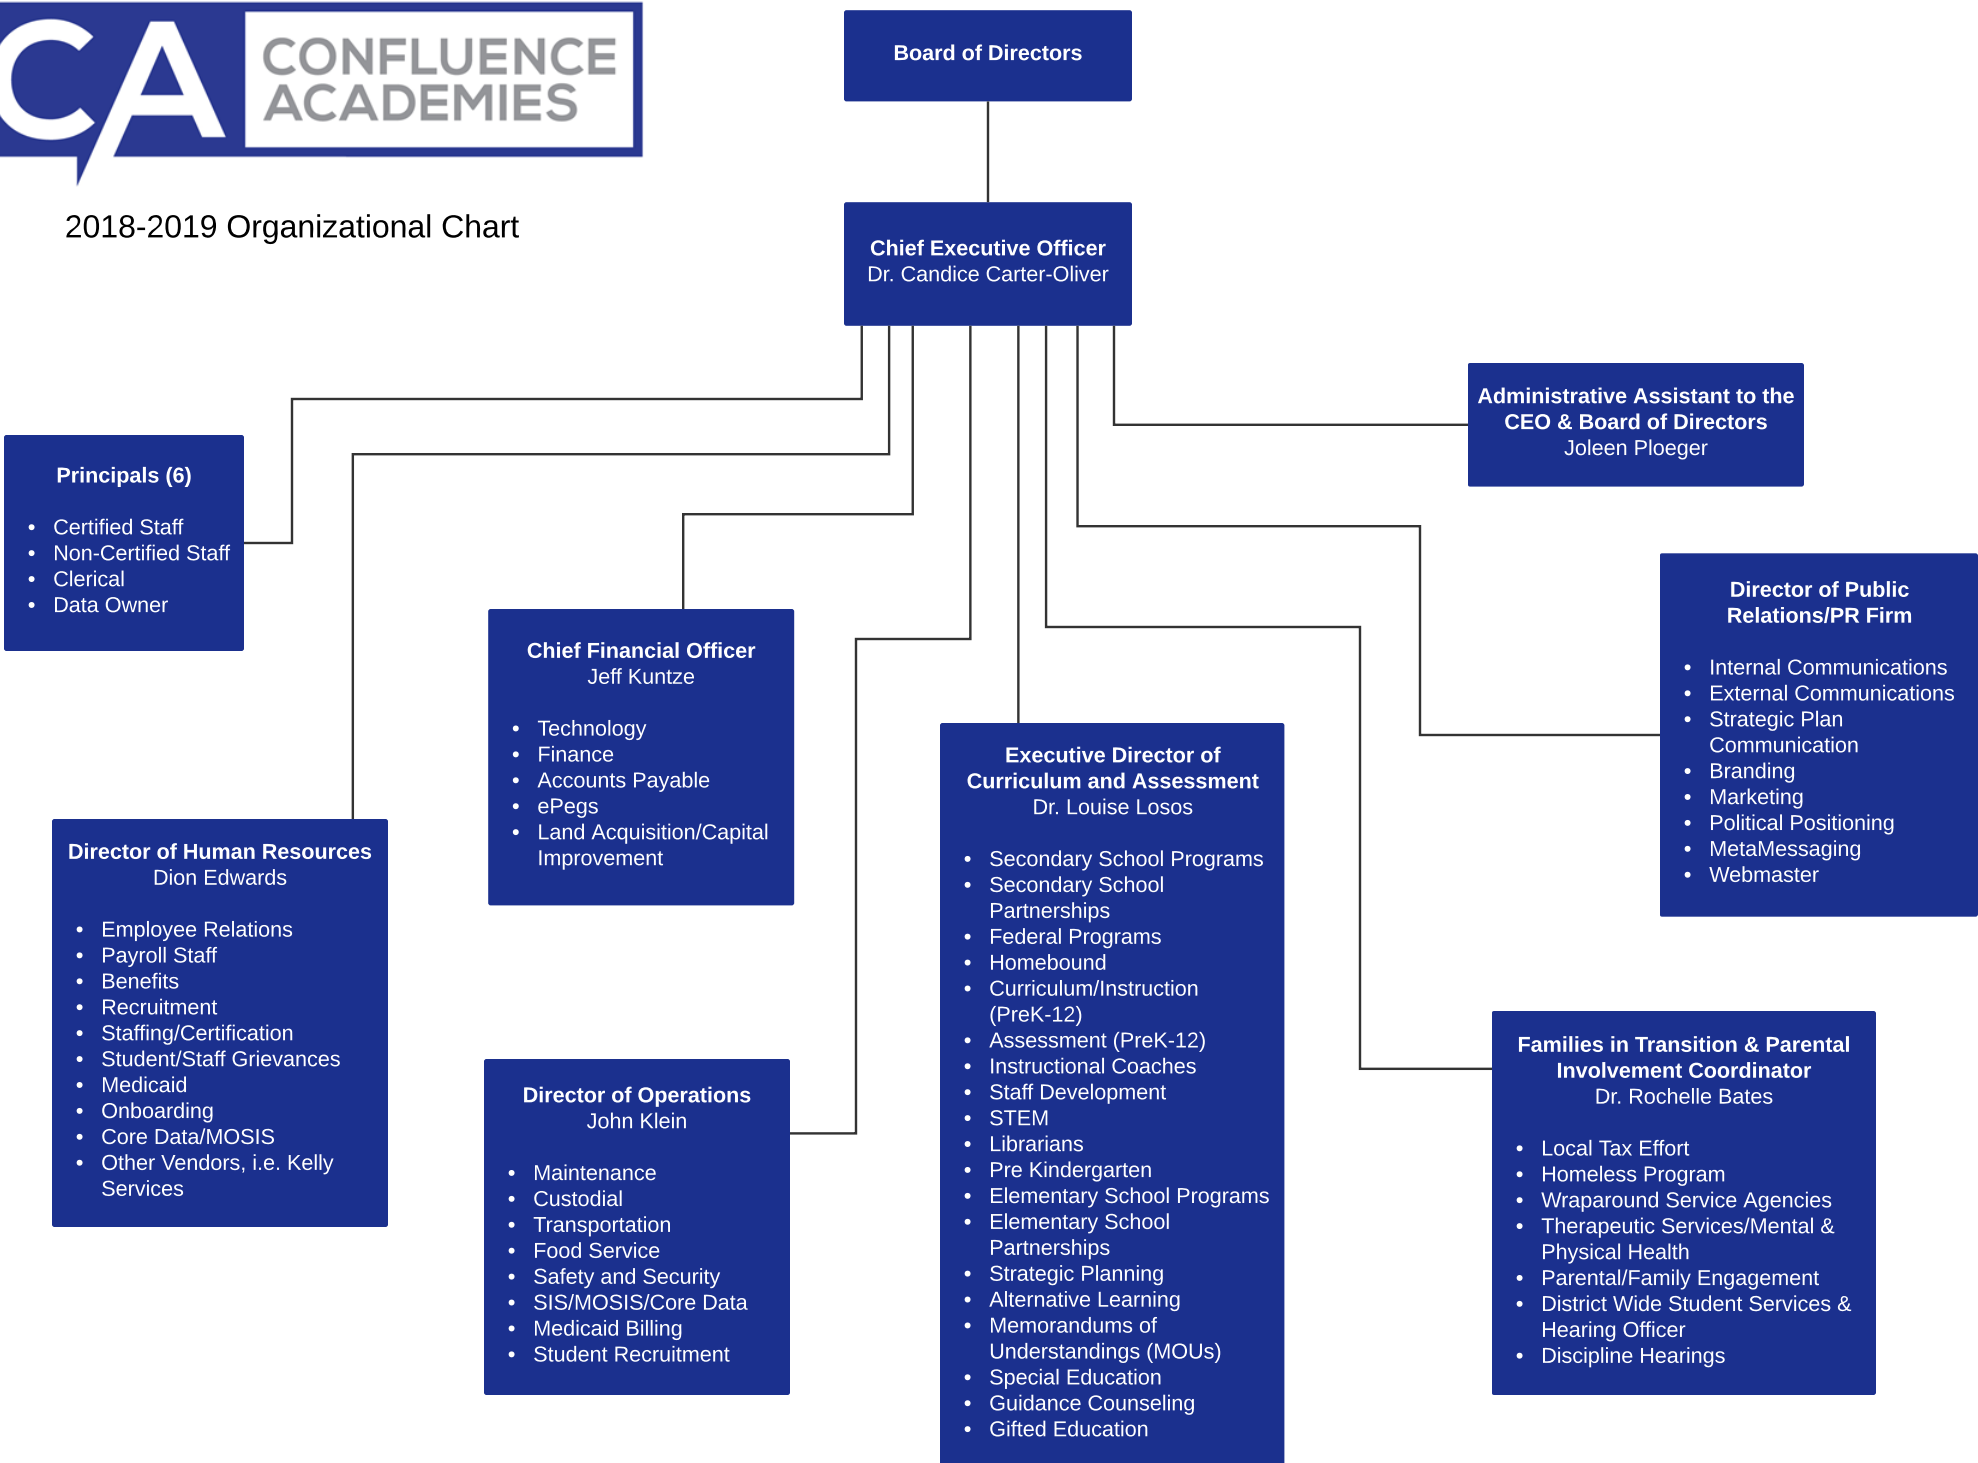 CA
CONFLUENCE
ACADEMIES
2018-2019 Organizational Chart
Board of Directors
Chief Executive Officer
Dr. Candice Carter-Oliver
Administrative Assistant to the
CEO & Board of Directors
Joleen Ploeger
Principals (6)
• Certified Staff
• Non-Certified Staff
• Clerical
• Data Owner
Director of Public
Relations/PR Firm
• Internal Communications
• External Communications
• Strategic Plan
Communication
• Branding
• Marketing
• Political Positioning
• MetaMessaging
• Webmaster
Chief Financial Officer
Jeff Kuntze
• Technology
• Finance
• Accounts Payable
• ePegs
• Land Acquisition/Capital
Improvement
Executive Director of
Curriculum and Assessment
Dr. Louise Losos
• Secondary School Programs
• Secondary School
Partnerships
• Federal Programs
• Homebound
• Curriculum/Instruction
(PreK-12)
• Assessment (PreK-12)
• Instructional Coaches
• Staff Development
• STEM
• Librarians
• Pre Kindergarten
• Elementary School Programs
• Elementary School
Partnerships
• Strategic Planning
• Alternative Learning
• Memorandums of
Understandings (MOUs)
• Special Education
• Guidance Counseling
• Gifted Education
Director of Human Resources
Dion Edwards
• Employee Relations
• Payroll Staff
• Benefits
• Recruitment
• Staffing/Certification
• Student/Staff Grievances
• Medicaid
• Onboarding
• Core Data/MOSIS
• Other Vendors, i.e. Kelly
Services
Director of Operations
John Klein
• Maintenance
• Custodial
• Transportation
• Food Service
• Safety and Security
• SIS/MOSIS/Core Data
• Medicaid Billing
• Student Recruitment
Families in Transition & Parental
Involvement Coordinator
Dr. Rochelle Bates
• Local Tax Effort
• Homeless Program
• Wraparound Service Agencies
• Therapeutic Services/Mental &
Physical Health
• Parental/Family Engagement
• District Wide Student Services &
Hearing Officer
• Discipline Hearings